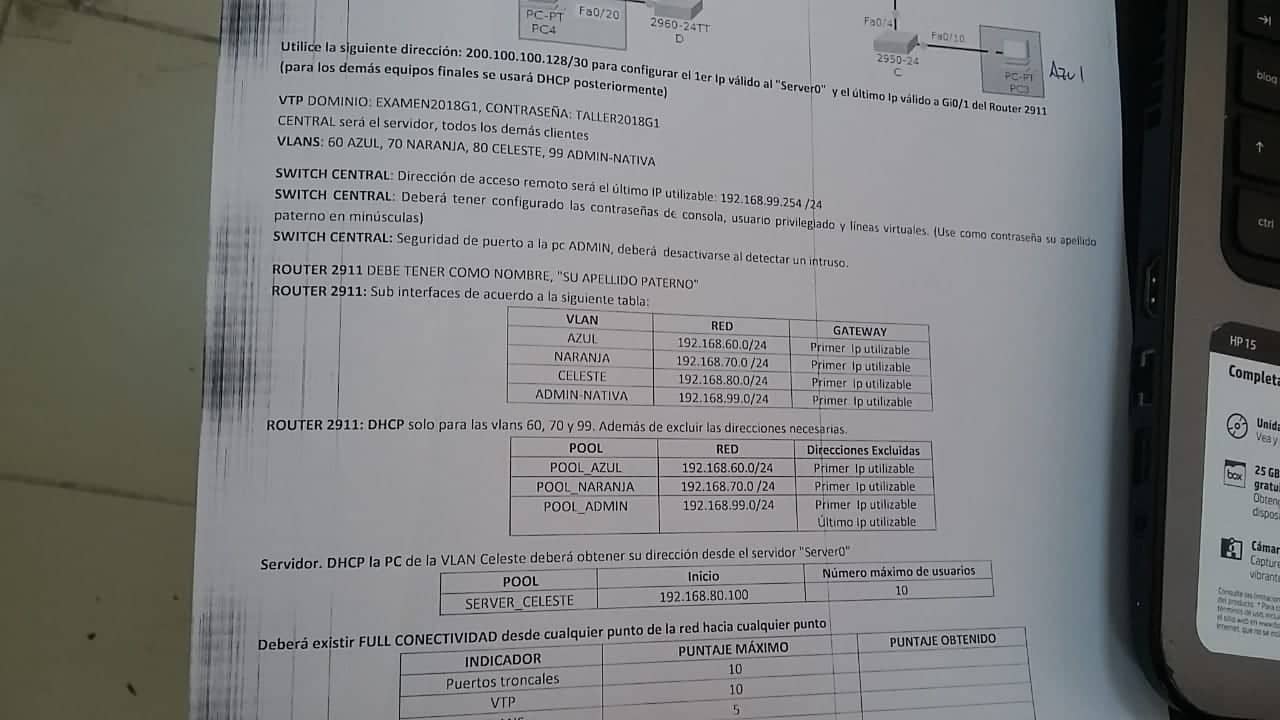 PC-PT
PC4
Fa0/20
2960-24TT
D
Fa0/4
2950-24
C
Fa0/10
PC-PT
PC3
Azul
Utilice la siguiente dirección: 200.100.100.128/30 para configurar el 1er Ip válido al "Server0" y el último Ip válido a Gi0/1 del Router 2911
(para los demás equipos finales se usará DHCP posteriormente)
VTP DOMINIO: EXAMEN2018G1, CONTRASEÑA: TALLER2018G1
CENTRAL será el servidor, todos los demás clientes
VLANS: 60 AZUL, 70 NARANJA, 80 CELESTE, 99 ADMIN-NATIVA
SWITCH CENTRAL: Dirección de acceso remoto será el último IP utilizable: 192.168.99.254 /24
SWITCH CENTRAL: Deberá tener configurado las contraseñas de consola, usuario privilegiado y líneas virtuales. (Use como contraseña su apellido
paterno en minúsculas)
SWITCH CENTRAL: Seguridad de puerto a la pc ADMIN, deberá desactivarse al detectar un intruso.
ROUTER 2911 DEBE TENER COMO NOMBRE, "SU APELLIDO PATERNO"
ROUTER 2911: Sub interfaces de acuerdo a la siguiente tabla:
VLAN RED GATEWAY
AZUL 192.168.60.0/24 Primer Ip utilizable
NARANJA 192.168.70.0/24 Primer Ip utilizable
CELESTE 192.168.80.0/24 Primer Ip utilizable
ADMIN-NATIVA 192.168.99.0/24 Primer Ip utilizable
ROUTER 2911: DHCP solo para las vlans 60, 70 y 99. Además de excluir las direcciones necesarias.
POOL RED Direcciones Excluidas
POOL_AZUL 192.168.60.0/24 Primer Ip utilizable
POOL_NARANJA 192.168.70.0 /24 Primer Ip utilizable
POOL_ADMIN 192.168.99.0/24 Primer Ip utilizable
Último Ip utilizable
Servidor. DHCP la PC de la VLAN Celeste deberá obtener su dirección desde el servidor "Server0"
POOL Inicio Número máximo de usuarios
SERVER_CELESTE 192.168.80.100 10
Deberá existir FULL CONECTIVIDAD desde cualquier punto de la red hacia cualquier punto
INDICADOR PUNTAJE MÁXIMO PUNTAJE OBTENIDO
Puertos troncales 10
VTP 10
5
bloq
ctrl
HP 15
Completa
Unida
Vea y
box
25 GB
gratui
Obteng
dispos
Cámar
Capture
vibrante